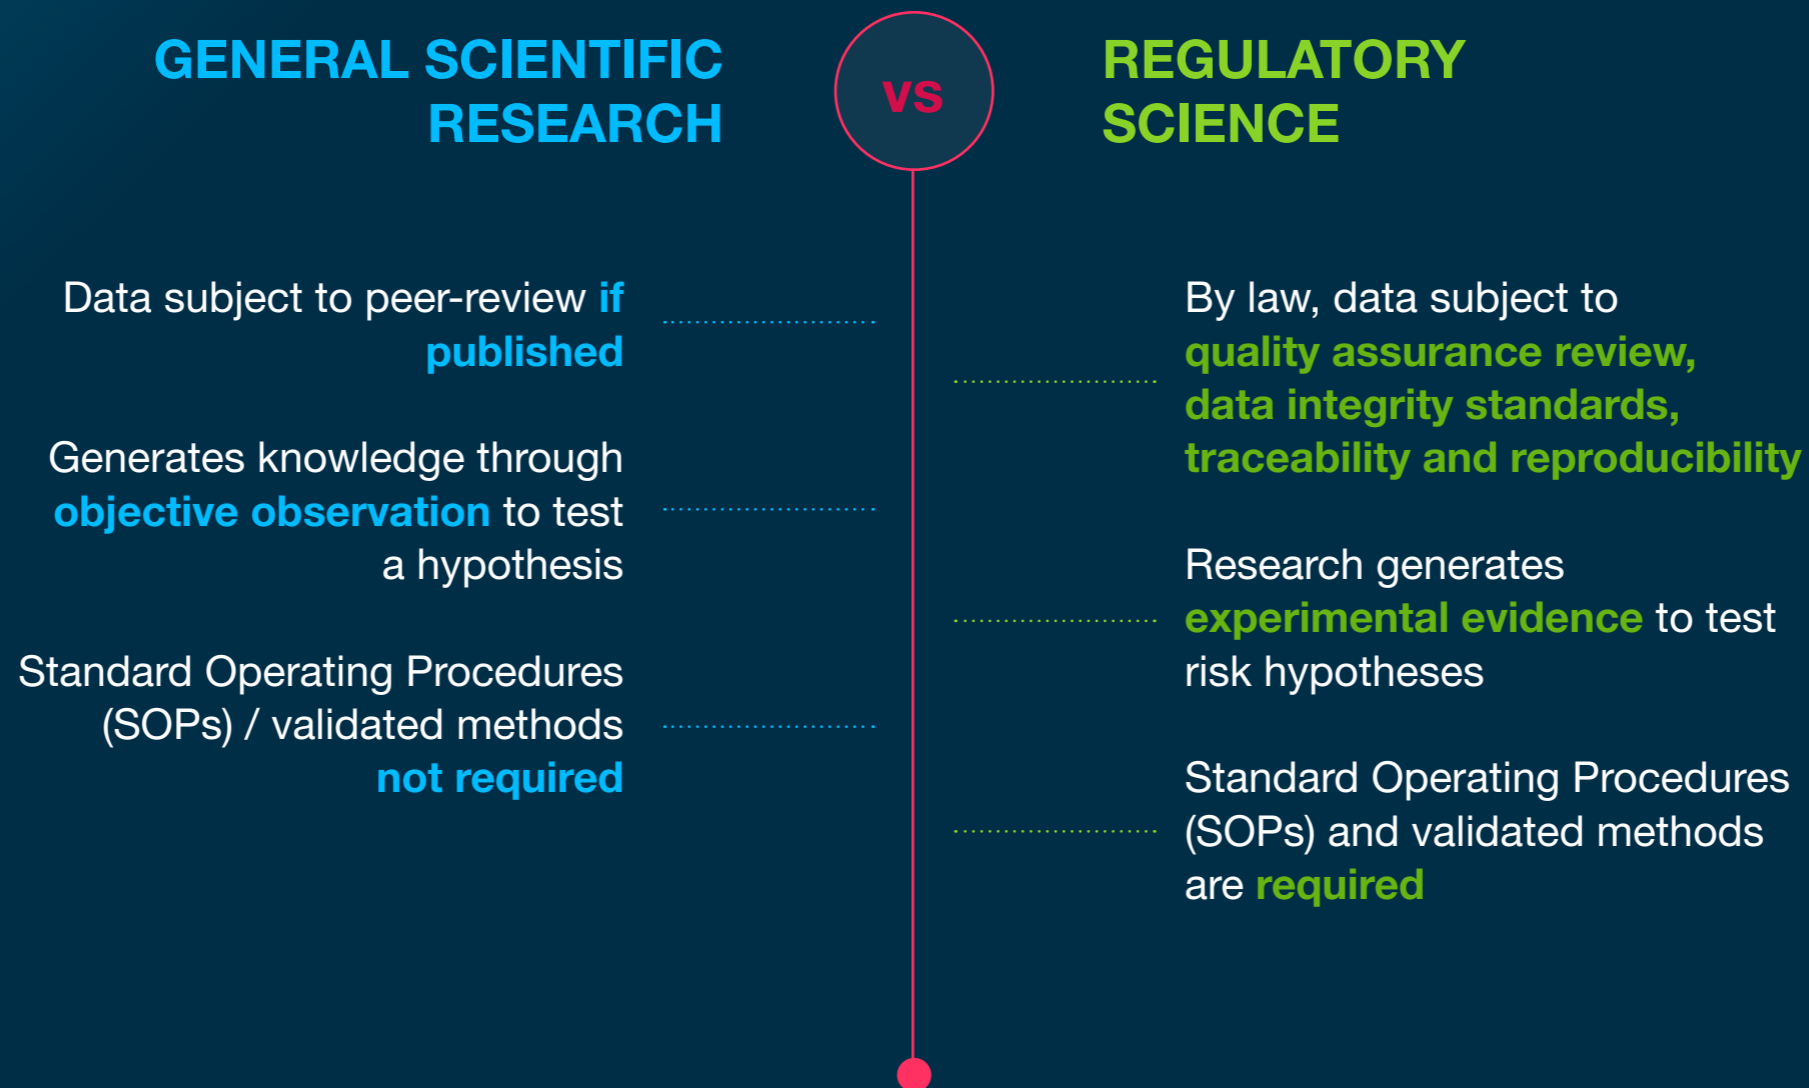 GENERAL SCIENTIFIC
RESEARCH
vs
REGULATORY
SCIENCE
Data subject to peer-review if
published
Generates knowledge through
objective observation to test
a hypothesis
Standard Operating Procedures
(SOPs) / validated methods
not required
By law, data subject to
quality assurance review,
data integrity standards,
traceability and reproducibility
Research generates
experimental evidence to test
risk hypotheses
Standard Operating Procedures
(SOPs) and validated methods
are required